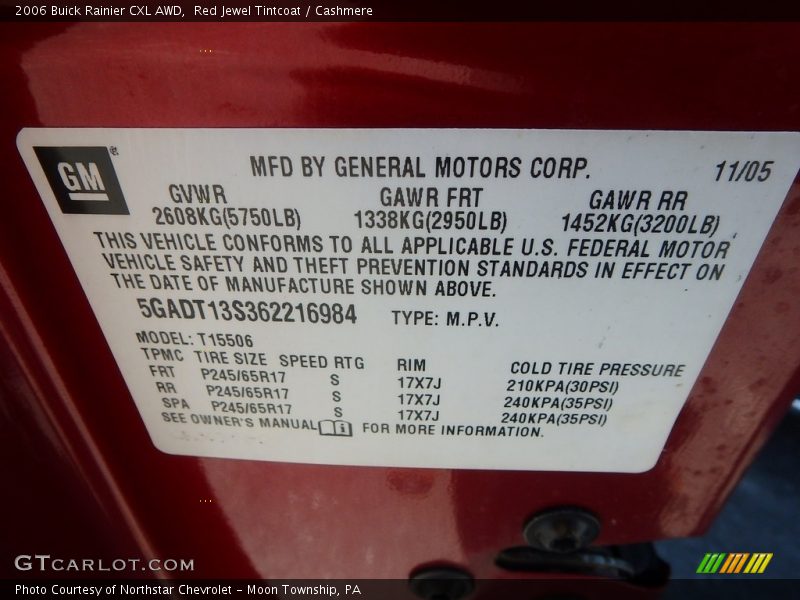 2006 Buick Rainier CXL AWD, Red Jewel Tintcoat / Cashmere
GM
MFD BY GENERAL MOTORS CORP. 11/05
GVWR GAWR FRT GAWR RR
2608KG(5750LB) 1338KG(2950LB) 1452KG(3200LB)
THIS VEHICLE CONFORMS TO ALL APPLICABLE U.S. FEDERAL MOTOR
VEHICLE SAFETY AND THEFT PREVENTION STANDARDS IN EFFECT ON
THE DATE OF MANUFACTURE SHOWN ABOVE.
5GADT13S362216984 TYPE: M.P.V.
MODEL: T15506
TPMC TIRE SIZE SPEED RTG RIM COLD TIRE PRESSURE
FRT P245/65R17 S 17X7J 210KPA(30PSI)
RR P245/65R17 S 17X7J 240KPA(35PSI)
SPA P245/65R17 S 17X7J 240KPA(35PSI)
SEE OWNER'S MANUAL FOR MORE INFORMATION.
GTCARLOT.COM
Photo Courtesy of Northstar Chevrolet - Moon Township, PA